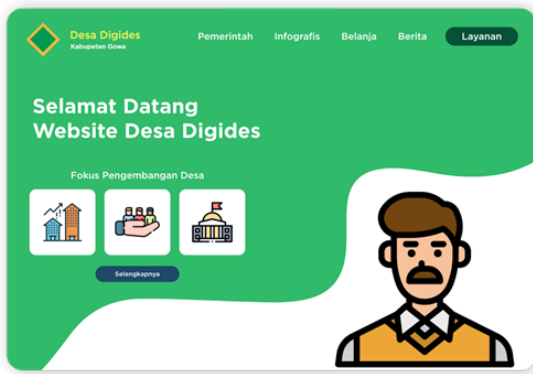 Desa Digides
Kabupaten Gowa
Pemerintah Infografis Belanja Berita Layanan
Selamat Datang
Website Desa Digides
Fokus Pengembangan Desa
Selengkapnya